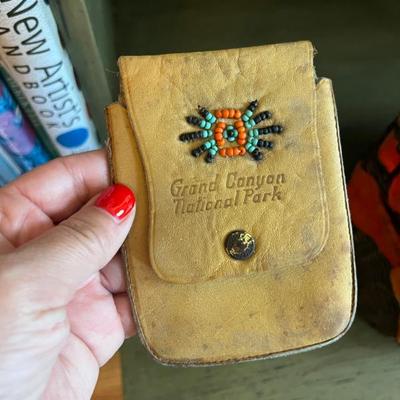 New Artist's
HANDBOOK
Grand Canyon
National Park